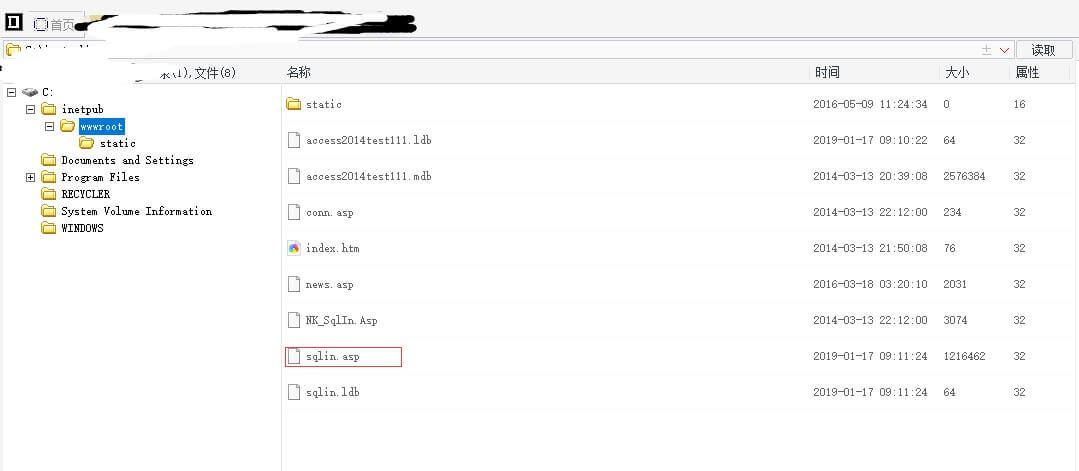 首页
读取
(1),文件(8) 名称 时间 大小 属性
C:
inetpub
wwwroot
static
Documents and Settings
Program Files
RECYCLER
System Volume Information
WINDOWS
static 2016-05-09 11:24:34 0 16
access2014test111.ldb 2019-01-17 09:10:22 64 32
access2014test111.mdb 2014-03-13 20:39:08 2576384 32
conn.asp 2014-03-13 22:12:00 234 32
index.htm 2014-03-13 21:50:08 76 32
news.asp 2016-03-18 03:20:10 2031 32
NK_SqlIn.Asp 2014-03-13 22:12:00 3074 32
sqlin.asp 2019-01-17 09:11:24 1216462 32
sqlin.ldb 2019-01-17 09:11:24 64 32